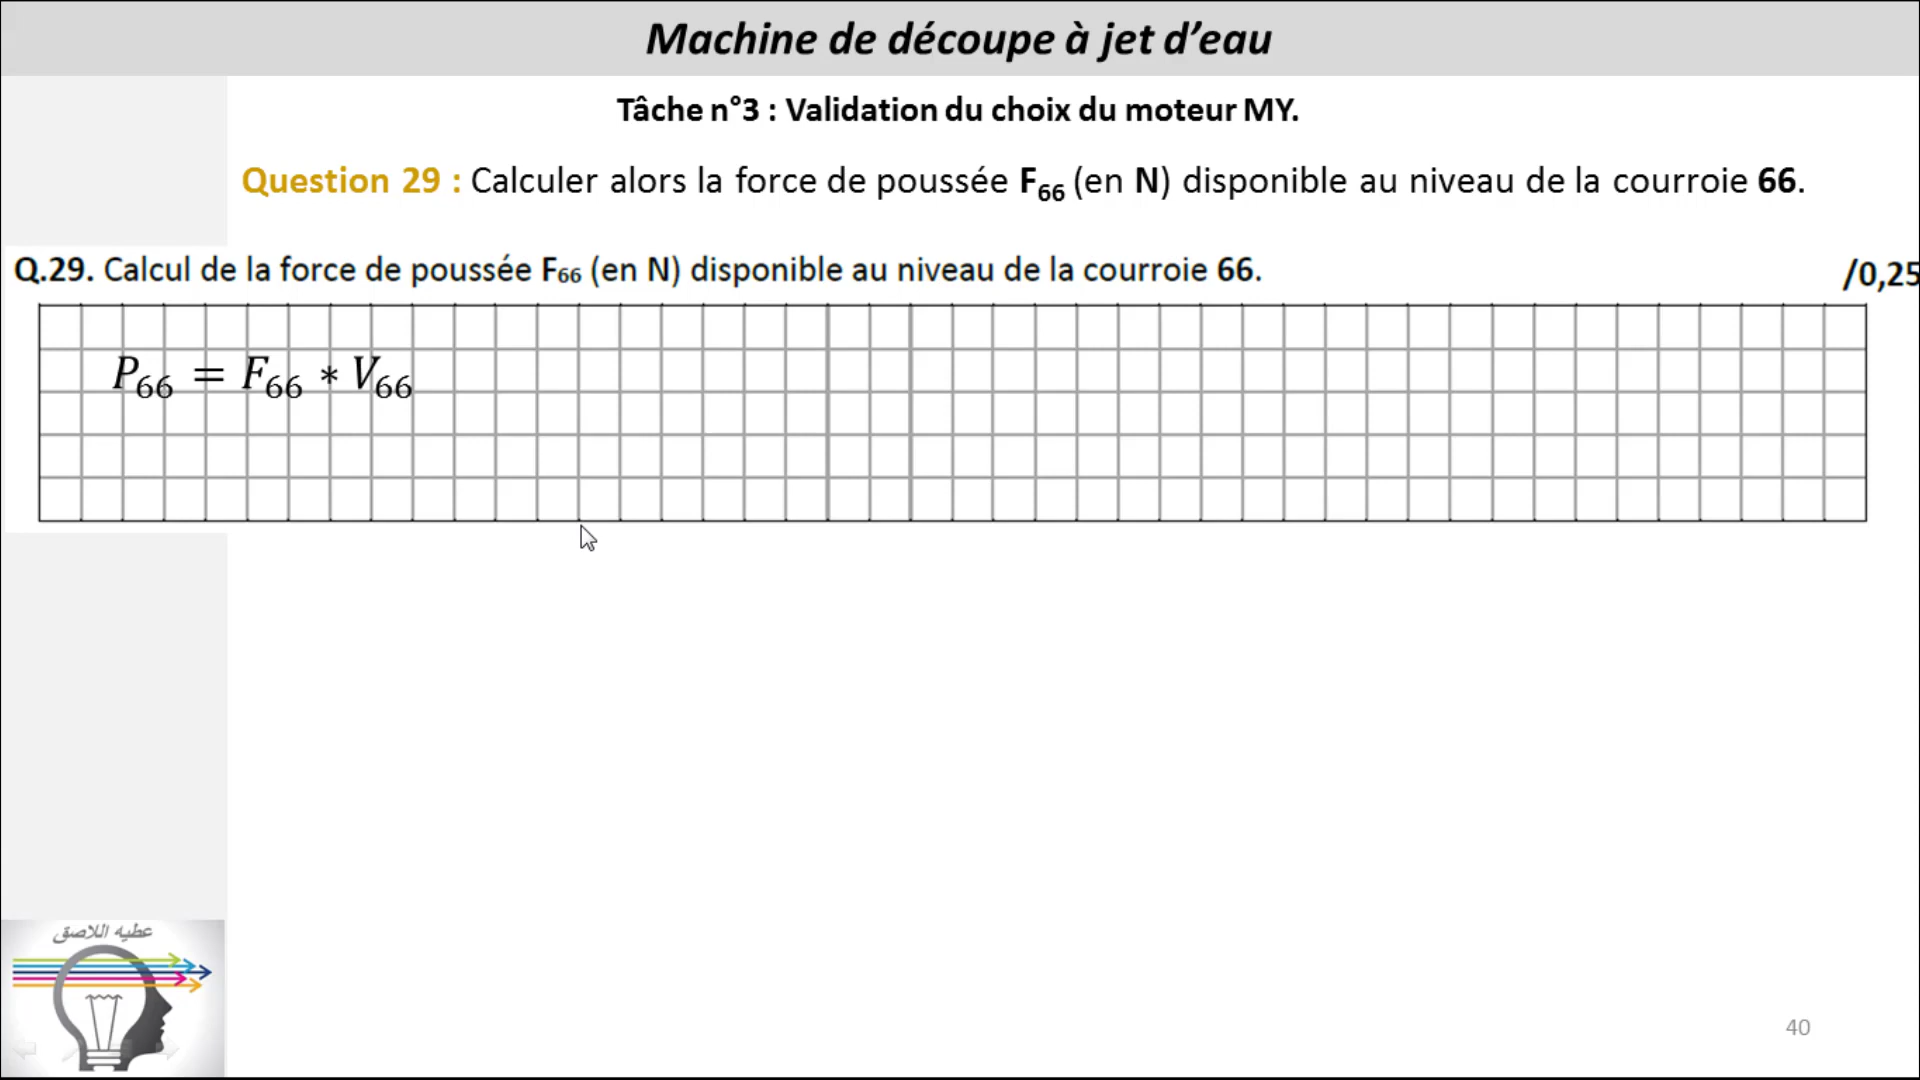 Machine de découpe à jet d’eau
Tâche n°3 : Validation du choix du moteur MY.
Question 29 : Calculer alors la force de poussée F66 (en N) disponible au niveau de la courroie 66.
Q.29. Calcul de la force de poussée F66 (en N) disponible au niveau de la courroie 66.
/0,25
P66 = F66 * V66
عطيه اللاصق
40